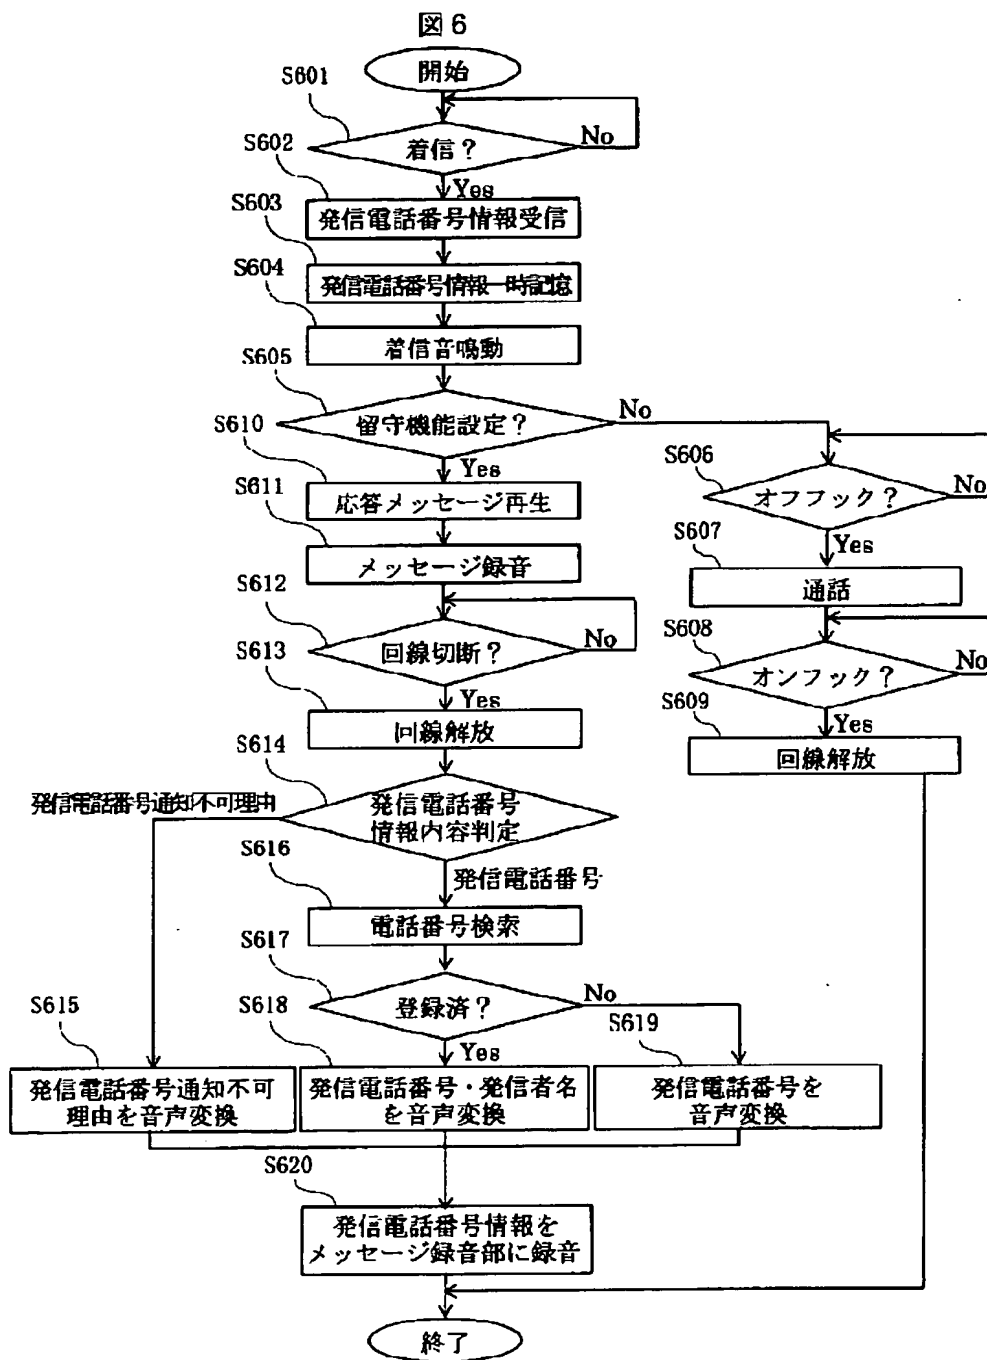 図6
開始
S601
着信?
No
Yes
S602
発信電話番号情報受信
S603
発信電話番号情報一時記憶
S604
着信音鳴動
S605
留守機能設定?
No
Yes
S606
オフフック?
No
Yes
S607
通話
S608
オンフック?
No
Yes
S609
回線解放
S610
応答メッセージ再生
S611
メッセージ録音
S612
回線切断?
No
Yes
S613
回線解放
S614
発信電話番号
情報内容判定
発信電話番号通知不可理由
発信電話番号
S615
発信電話番号通知不可
理由を音声変換
S616
電話番号検索
S617
登録済?
No
Yes
S618
発信電話番号・発信者名
を音声変換
S619
発信電話番号を
音声変換
S620
発信電話番号情報を
メッセージ録音部に録音
終了